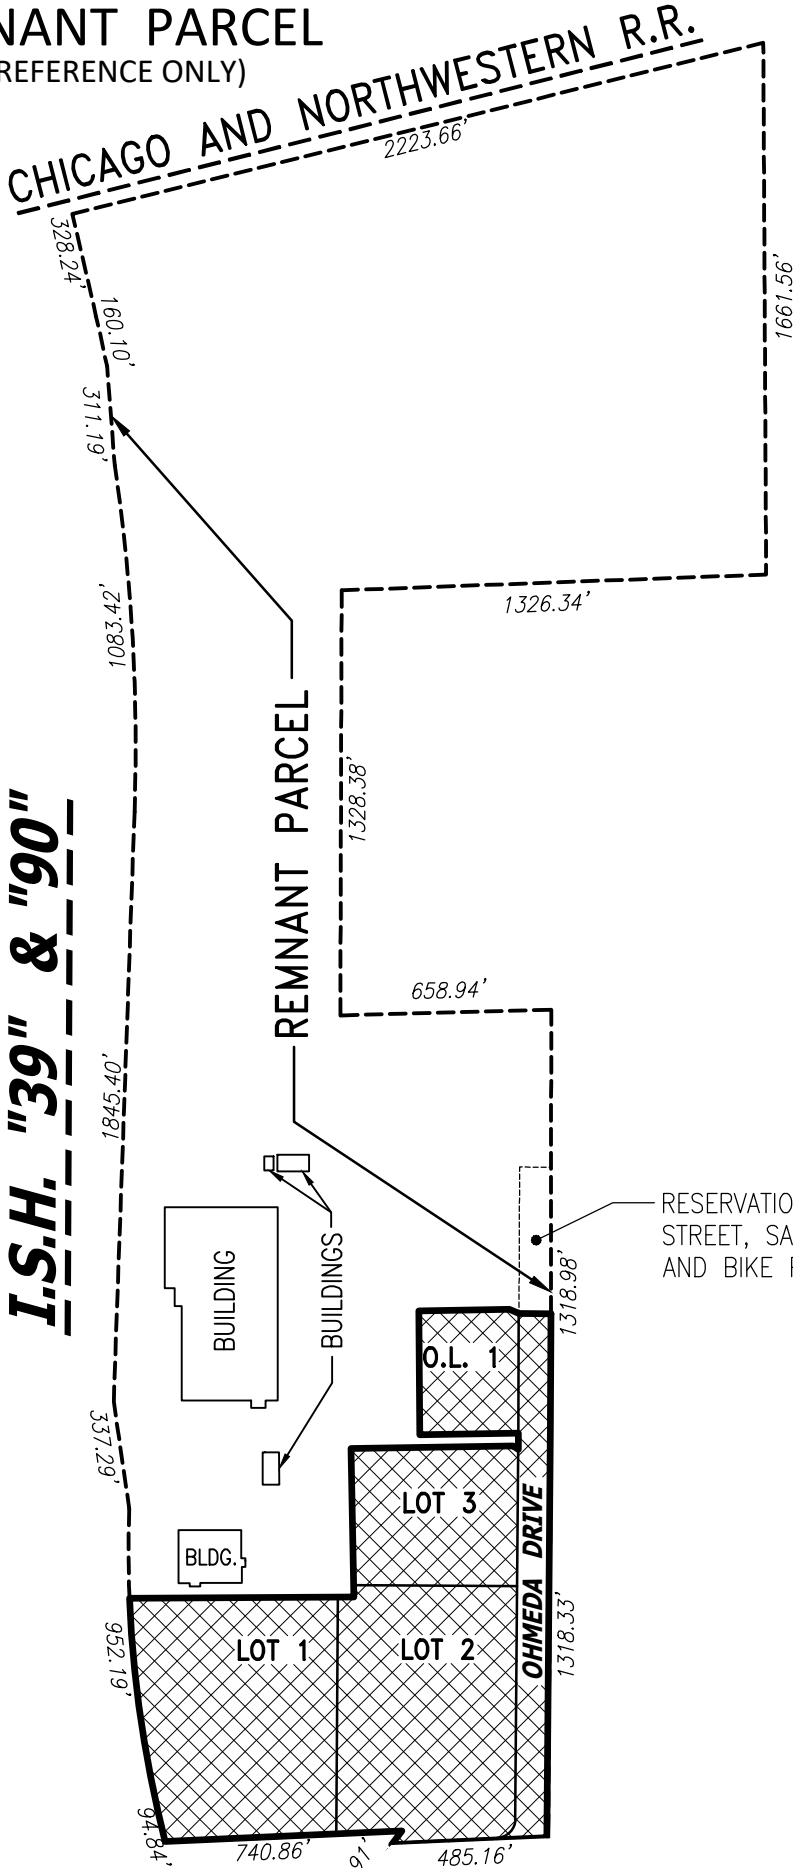 NANT PARCEL
REFERENCE ONLY)
CHICAGO AND NORTHWESTERN R.R.
2223.66'
328.24'
160.10'
1661.56'
311.19'
1083.42'
1326.34'
REMNANT PARCEL
1328.38'
I.S.H. "39" & "90"
658.94'
1845.40'
RESERVATIO
STREET, SA
AND BIKE
BUILDING
BUILDINGS
1318.98'
O.L. 1
337.29'
LOT 3
OHMEDA DRIVE
BLDG.
952.19'
LOT 1
LOT 2
1318.33'
94.84'
740.86'
91'
485.16'